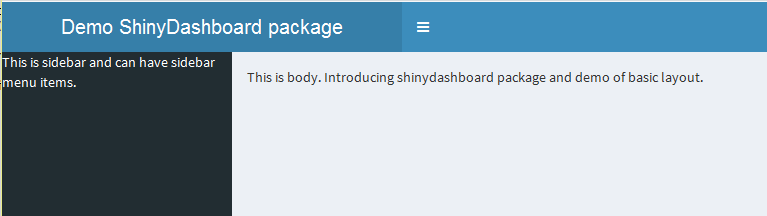 Demo ShinyDashboard package
This is sidebar and can have sidebar
menu items.
This is body. Introducing shinydashboard package and demo of basic layout.